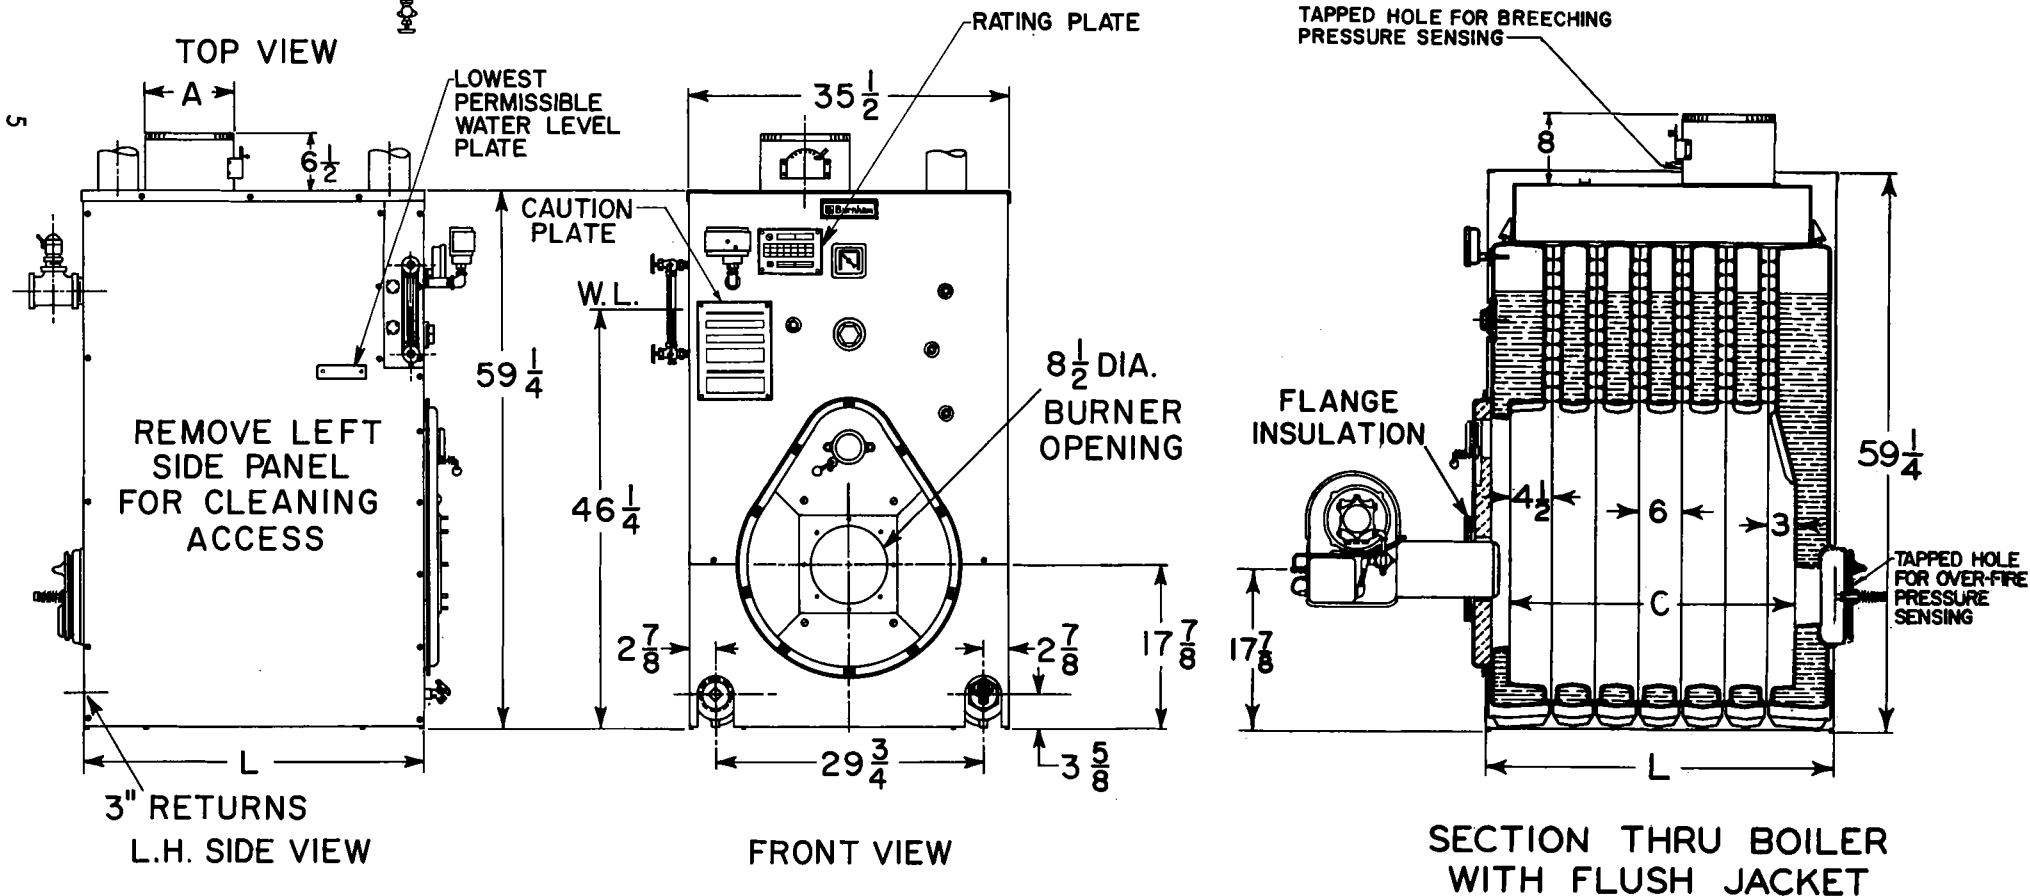 TOP VIEW
A
6 1/2
LOWEST
PERMISSIBLE
WATER LEVEL
PLATE
5
REMOVE LEFT
SIDE PANEL
FOR CLEANING
ACCESS
L
3" RETURNS
L.H. SIDE VIEW
RATING PLATE
35 1/2
CAUTION
PLATE
Burnham
W.L.
59 1/4
46 1/4
8 1/2 DIA.
BURNER
OPENING
2 7/8
2 7/8
17 7/8
29 3/4
3 5/8
FRONT VIEW
TAPPED HOLE FOR BREECHING
PRESSURE SENSING
8
FLANGE
INSULATION
59 1/4
4 1/2
6
3
C
TAPPED HOLE
FOR OVER-FIRE
PRESSURE
SENSING
17 7/8
L
SECTION THRU BOILER
WITH FLUSH JACKET